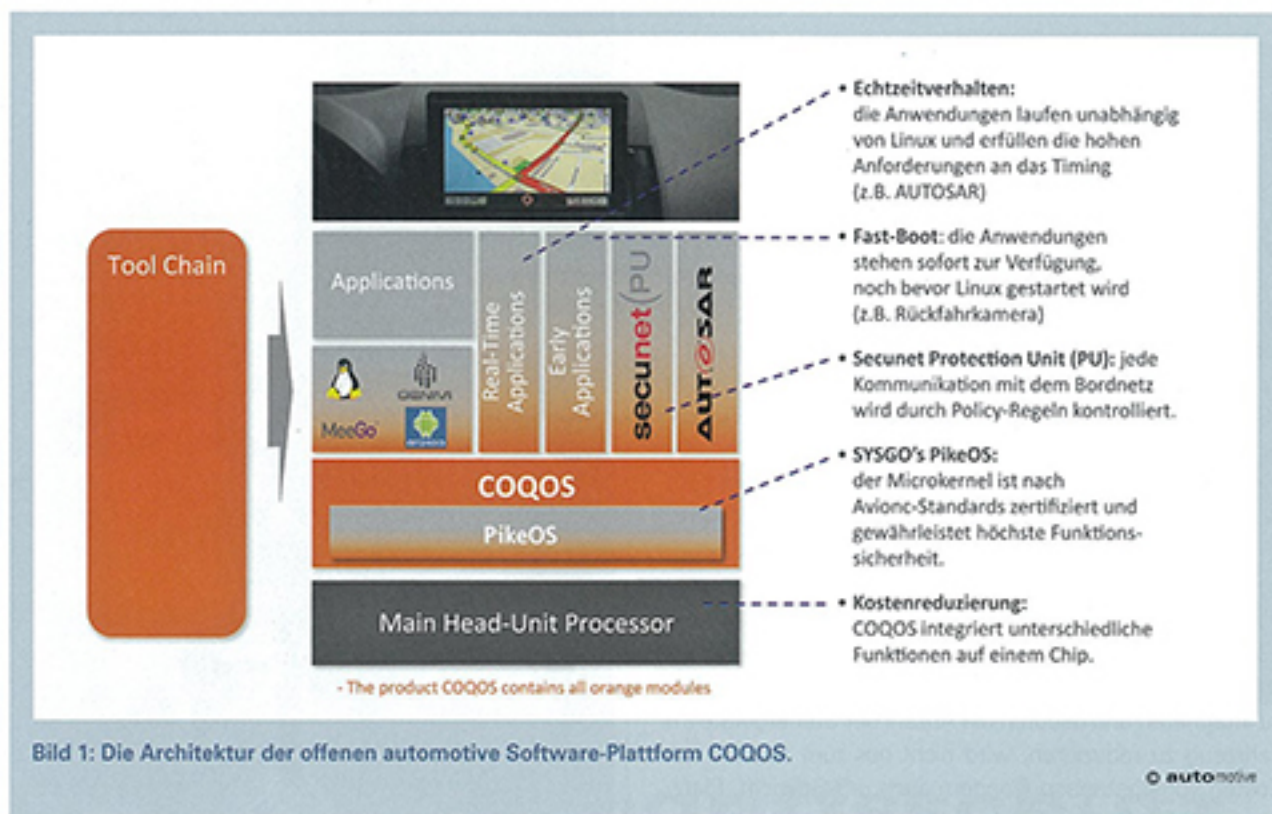 Tool Chain
Applications
MeeGo
GENIVI
ANDROID
Real-Time
Applications
Early
Applications
secunet(PU
AUTOSAR
COQOS
PikeOS
Main Head-Unit Processor
- The product COQOS contains all orange modules
• Echtzeitverhalten:
die Anwendungen laufen unabhängig
von Linux und erfüllen die hohen
Anforderungen an das Timing
(z.B. AUTOSAR)
• Fast-Boot: die Anwendungen
stehen sofort zur Verfügung,
noch bevor Linux gestartet wird
(z.B. Rückfahrkamera)
• Secunet Protection Unit (PU): jede
Kommunikation mit dem Bordnetz
wird durch Policy-Regeln kontrolliert.
• SYSGO's PikeOS:
der Microkernel ist nach
Avionc-Standards zertifiziert und
gewährleistet höchste Funktions-
sicherheit.
• Kostenreduzierung:
COQOS integriert unterschiedliche
Funktionen auf einem Chip.
Bild 1: Die Architektur der offenen automotive Software-Plattform COQOS.
© automotive